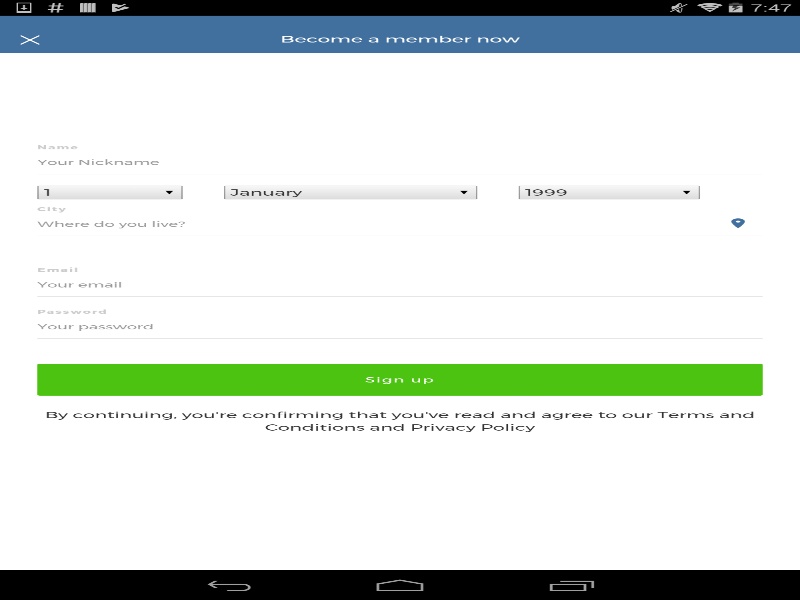 7:47
Become a member now
Name
Your Nickname
1 January 1999
City
Where do you live?
Email
Your email
Password
Your password
Sign up
By continuing, you're confirming that you've read and agree to our Terms and
Conditions and Privacy Policy